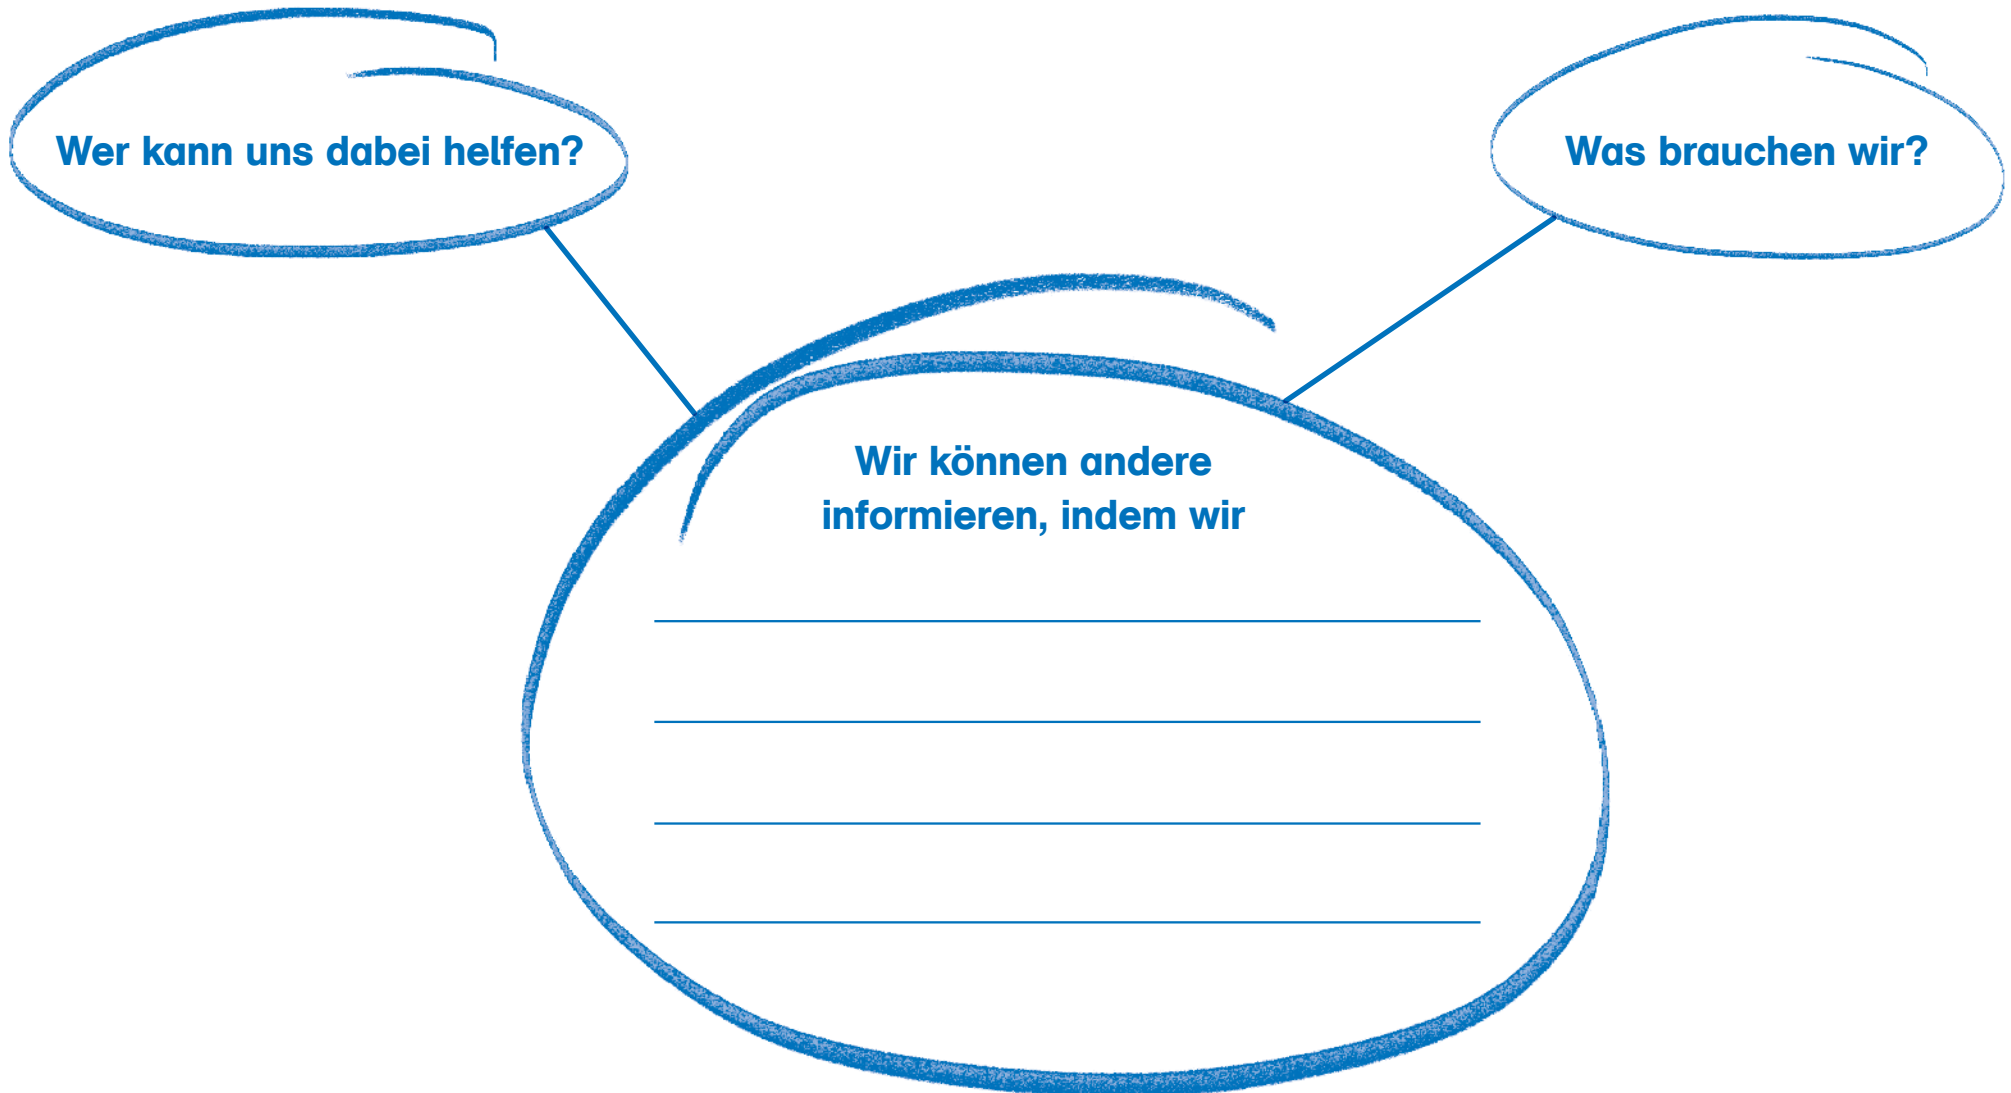 Wer kann uns dabei helfen?
Was brauchen wir?
Wir können andere
informieren, indem wir